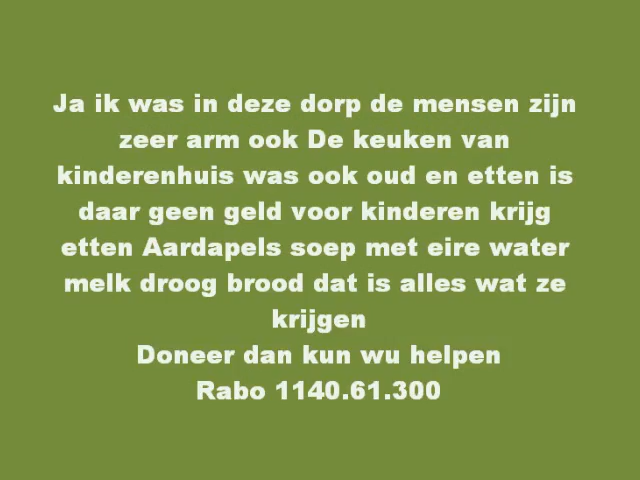 Ja ik was in deze dorp de mensen zijn
zeer arm ook De keuken van
kinderenhuis was ook oud en etten is
daar geen geld voor kinderen krijg
etten Aardapels soep met eire water
melk droog brood dat is alles wat ze
krijgen
Doneer dan kun wu helpen
Rabo 1140.61.300